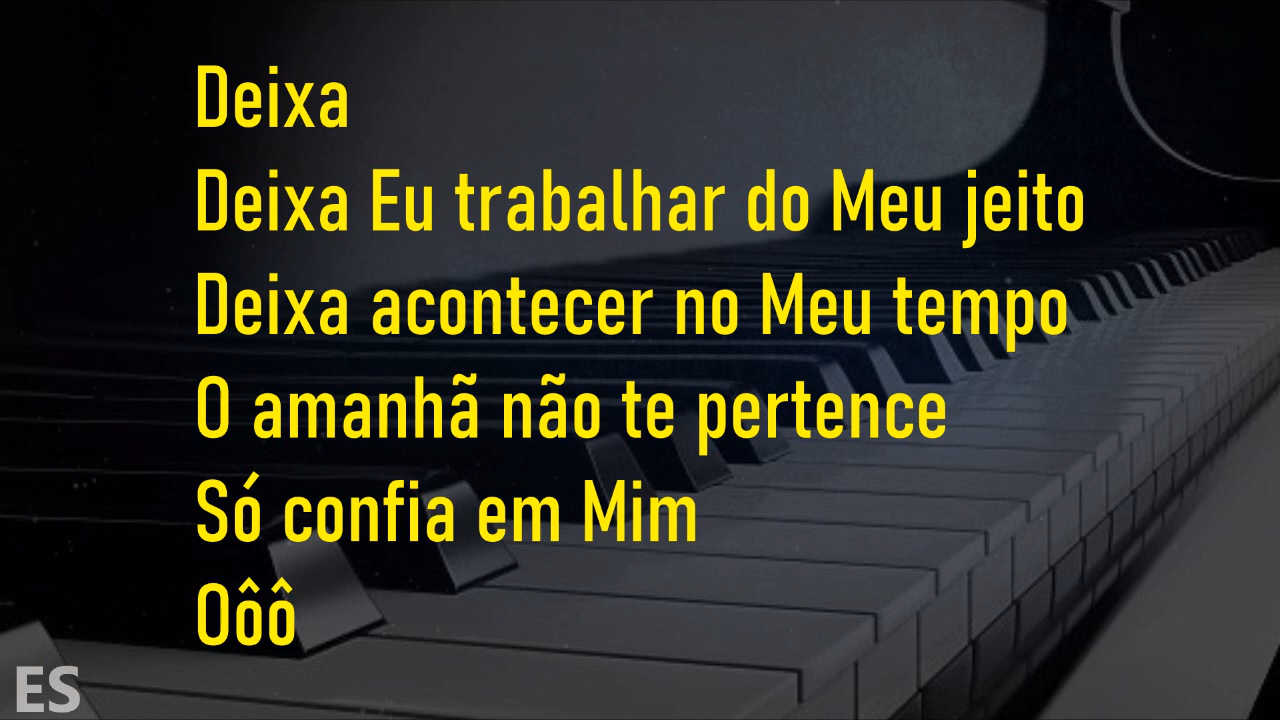 Deixa
Deixa Eu trabalhar do Meu jeito
Deixa acontecer no Meu tempo
O amanhã não te pertence
Só confia em Mim
Oôô
ES